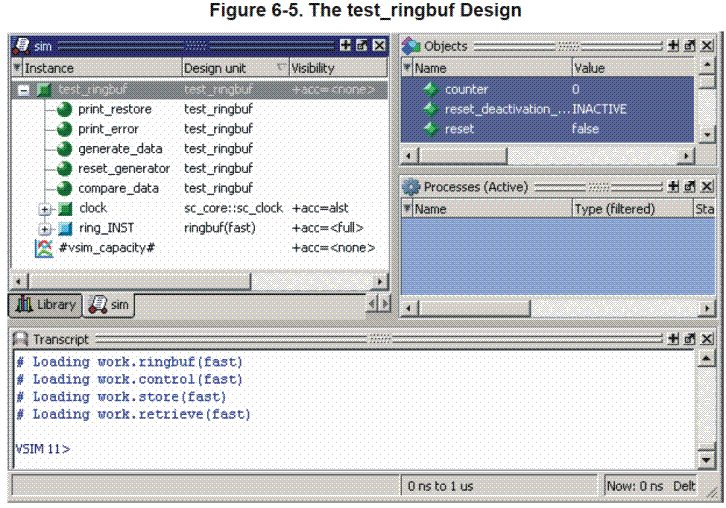 Figure 6-5. The test_ringbuf Design
sim
Instance Design unit Visibility
test_ringbuf test_ringbuf +acc=<none>
print_restore test_ringbuf
print_error test_ringbuf
generate_data test_ringbuf
reset_generator test_ringbuf
compare_data test_ringbuf
clock sc_core::sc_clock +acc=alst
ring_INST ringbuf(fast) +acc=<full>
#vsim_capacity# +acc=<none>
Library sim
Objects
Name Value
counter 0
reset_deactivation_... INACTIVE
reset false
Processes (Active)
Name Type (filtered) Sta
Transcript
# Loading work.ringbuf(fast)
# Loading work.control(fast)
# Loading work.store(fast)
# Loading work.retrieve(fast)
VSIM 11>
0 ns to 1 us Now: 0 ns Delt